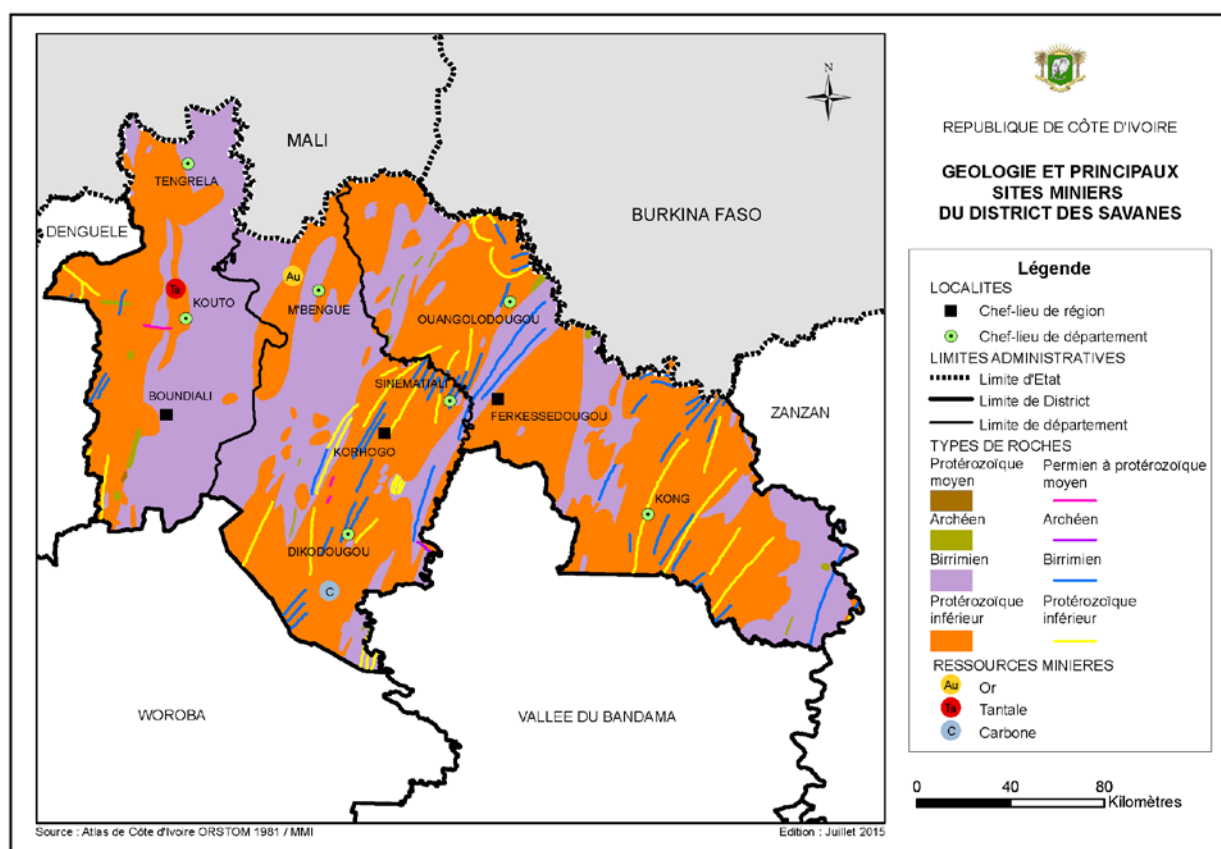 N
MALI
TENGRELA
BURKINA FASO
DENGUELE
Au
Ta
KOUTO
M'BENGUE
OUANGOLODOUGOU
SINEMATIALI
BOUNDIALI
FERKESSEDOUGOU
ZANZAN
KORHOGO
KONG
DIKODOUGOU
C
WOROBA
VALLEE DU BANDAMA
Source : Atlas de Côte d'Ivoire ORSTOM 1981 / MMI
Edition : Juillet 2015
REPUBLIQUE DE CÔTE D'IVOIRE
GEOLOGIE ET PRINCIPAUX
SITES MINIERS
DU DISTRICT DES SAVANES
Légende
LOCALITES
Chef-lieu de région
Chef-lieu de département
LIMITES ADMINISTRATIVES
Limite d'Etat
Limite de District
Limite de département
TYPES DE ROCHES
Protérozoïque moyen
Permien à protérozoïque moyen
Archéen
Archéen
Birrimien
Birrimien
Protérozoïque inférieur
Protérozoïque inférieur
RESSOURCES MINIERES
Au Or
Ta Tantale
C Carbone
0 40 80
Kilomètres